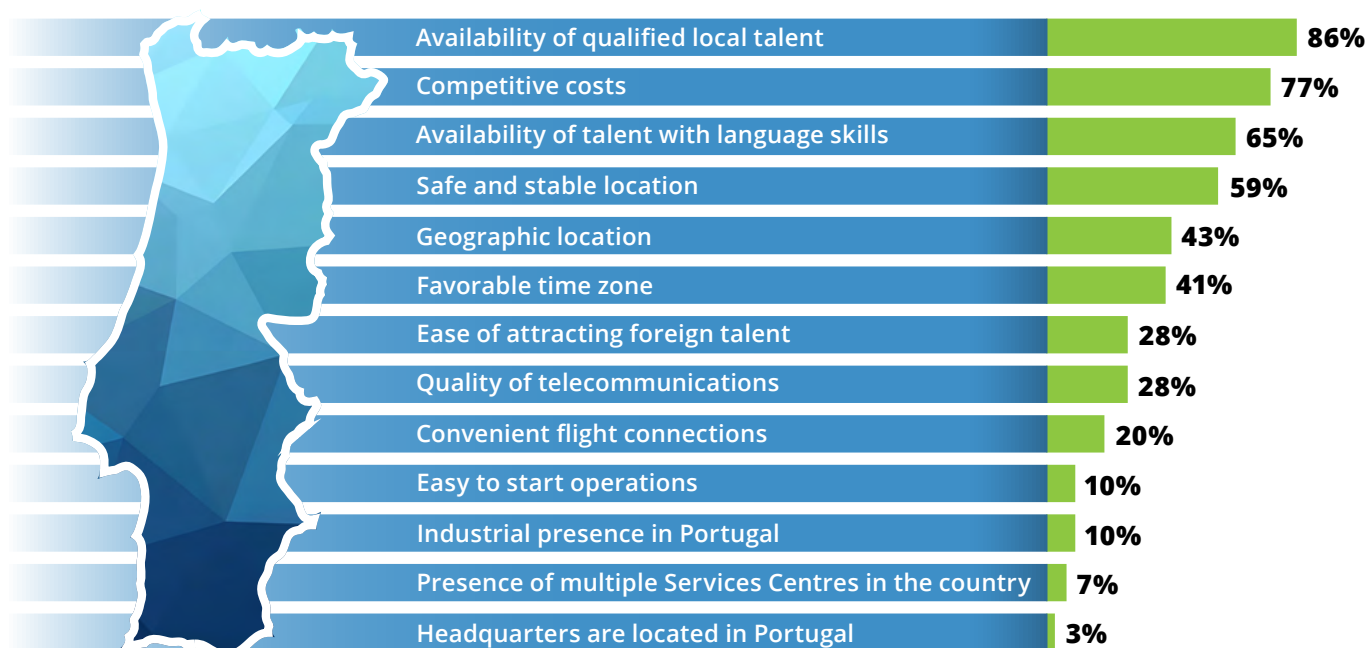 Availability of qualified local talent 86%
Competitive costs 77%
Availability of talent with language skills 65%
Safe and stable location 59%
Geographic location 43%
Favorable time zone 41%
Ease of attracting foreign talent 28%
Quality of telecommunications 28%
Convenient flight connections 20%
Easy to start operations 10%
Industrial presence in Portugal 10%
Presence of multiple Services Centres in the country 7%
Headquarters are located in Portugal 3%